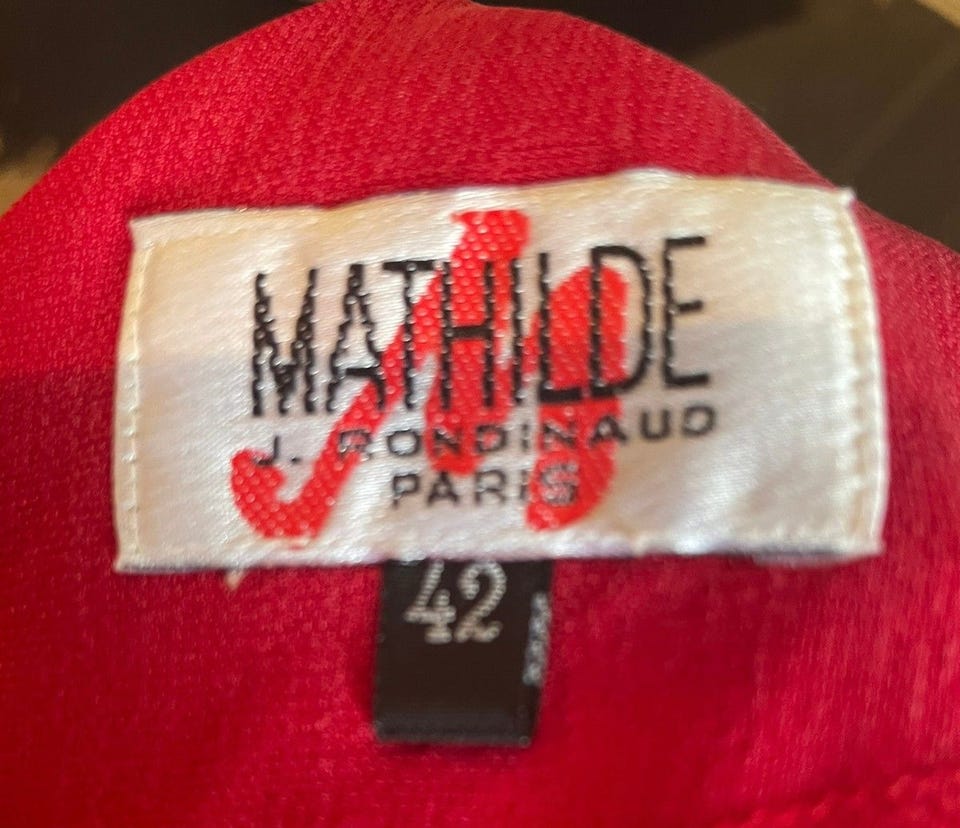 MATHILDE
J. RONDINAUD
PARIS
42